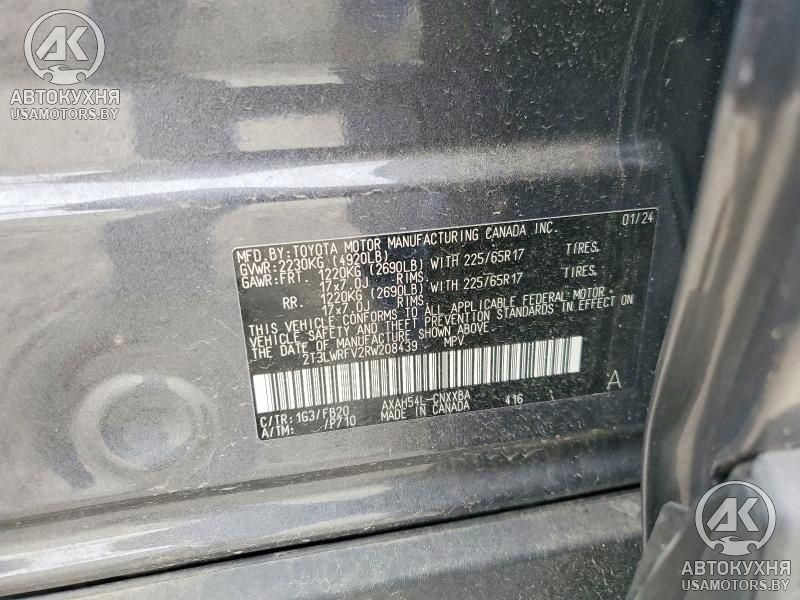 АК
АВТОКУХНЯ
USAMOTORS.BY
MFD.BY:TOYOTA MOTOR MANUFACTURING CANADA INC. 01/24
GVWR:2230KG (4920LB)
GAWR:FRT. 1220KG (2690LB) WITH 225/65R17 TIRES.
17x7.0J RIMS
RR. 1220KG (2690LB) WITH 225/65R17 TIRES.
17x7.0J RIMS
THIS VEHICLE CONFORMS TO ALL APPLICABLE FEDERAL MOTOR
VEHICLE SAFETY AND THEFT PREVENTION STANDARDS IN EFFECT ON
THE DATE OF MANUFACTURE SHOWN ABOVE.
2T3LWRFV2RW208439 MPV
A
C/TR:1G3/FB20 AXAH54L-CNXXBA 416
A/TM: /P710 MADE IN CANADA
АК
АВТОКУХНЯ
USAMOTORS.BY